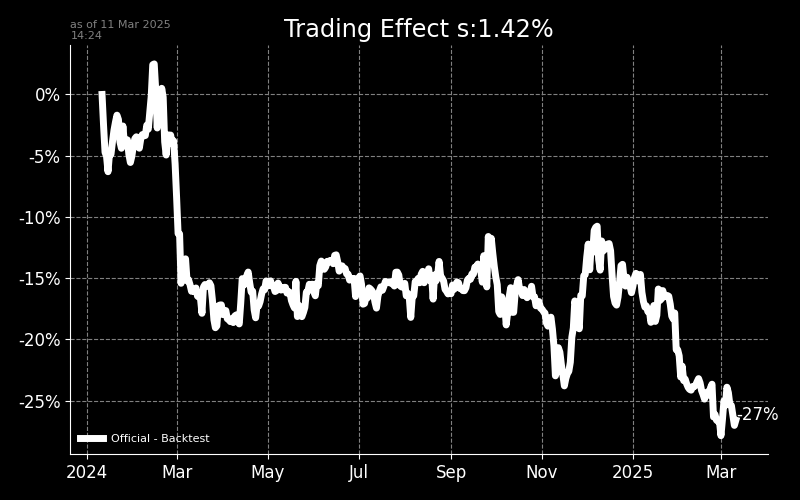 as of 11 Mar 2025
14:24
Trading Effect s:1.42%
0%
-5%
-10%
-15%
-20%
-25%
-27%
Official - Backtest
2024 Mar May Jul Sep Nov 2025 Mar